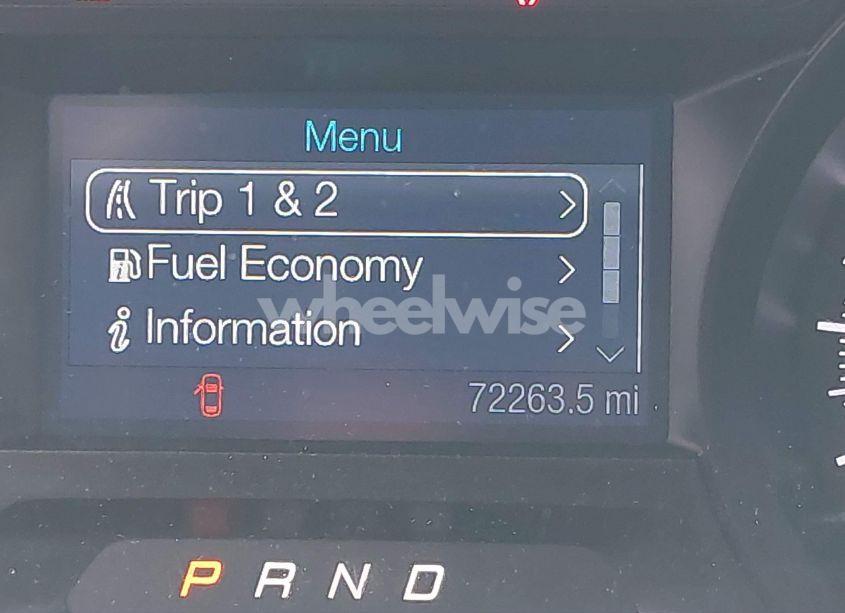 Menu
Trip 1 & 2
Fuel Economy
Information
wheelwise
72263.5 mi
P R N D